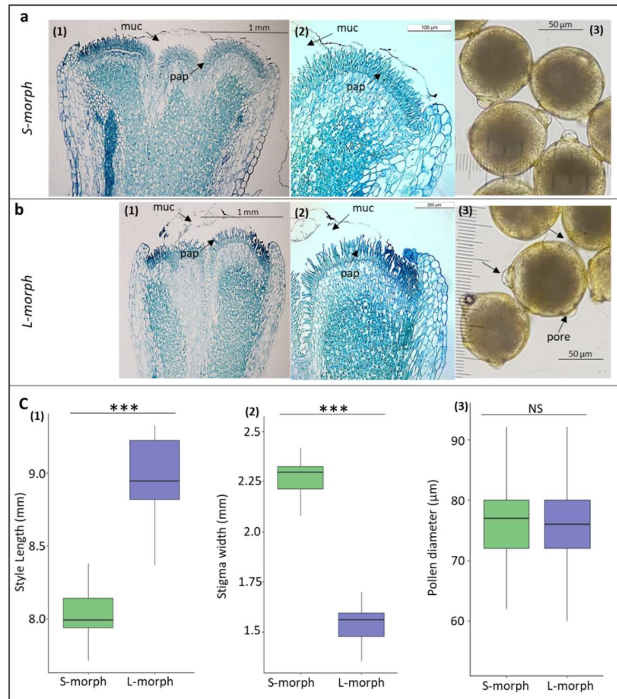 a
S-morph
(1)
muc
1 mm
pap
(2)
muc
100 µm
pap
50 µm
(3)
b
L-morph
(1)
muc
1 mm
pap
(2)
muc
200 µm
pap
(3)
pore
50 µm
C
(1)
***
Style Length (mm)
9.0
8.5
8.0
S-morph
L-morph
(2)
***
Stigma width (mm)
2.5
2.25
2.0
1.75
1.5
S-morph
L-morph
(3)
NS
Pollen diameter (µm)
90
80
70
60
S-morph
L-morph